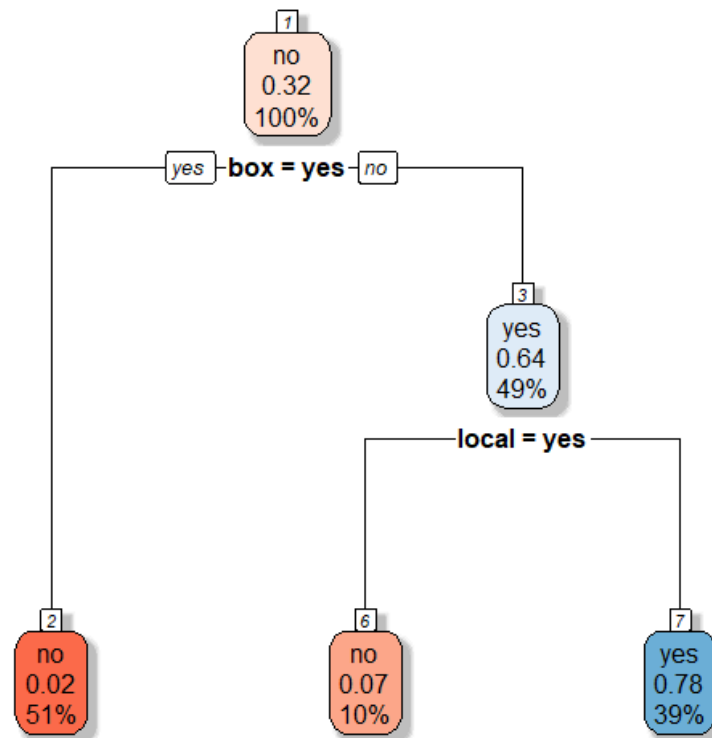 1
no
0.32
100%
yes box = yes no
3
yes
0.64
49%
local = yes
2
no
0.02
51%
6
no
0.07
10%
7
yes
0.78
39%